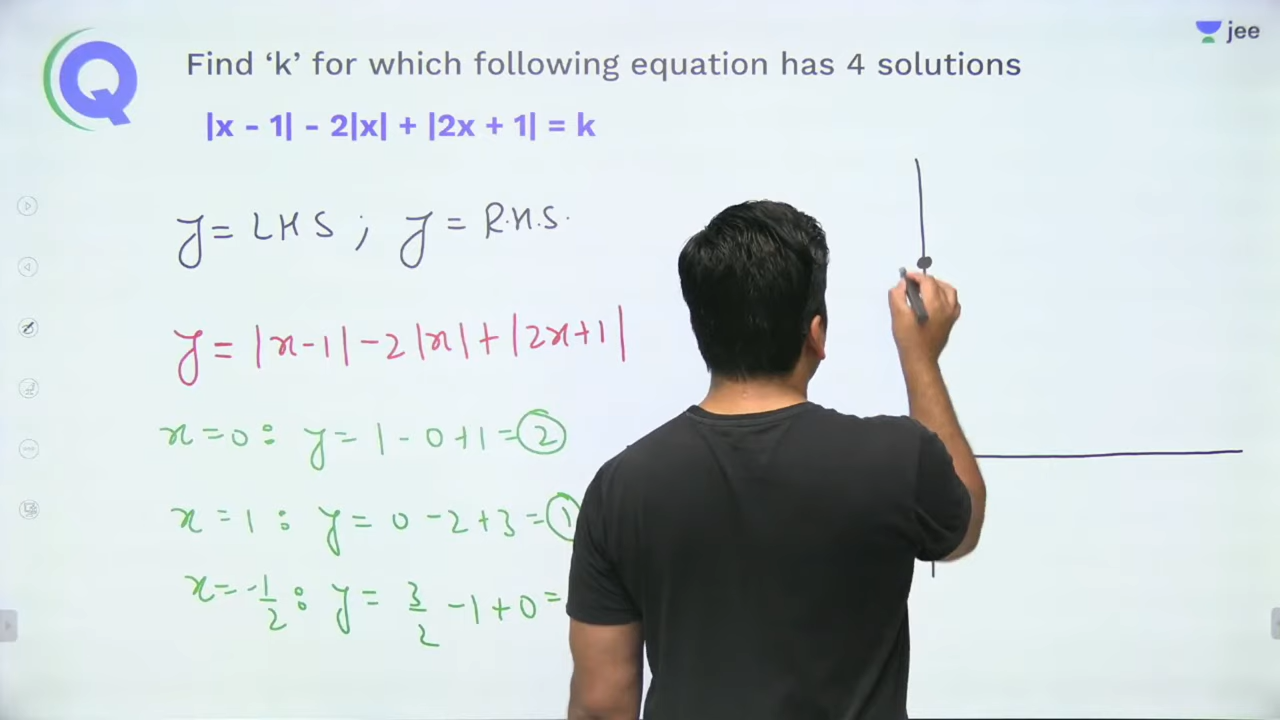 jee
Find ‘k’ for which following equation has 4 solutions
|x - 1| - 2|x| + |2x + 1| = k
y = LHS ; y = R.H.S.
y = |x-1| - 2|x| + |2x+1|
x = 0 : y = 1 - 0 + 1 = 2
x = 1 : y = 0 - 2 + 3 = 1
x = -1/2 : y = 3/2 - 1 + 0 =